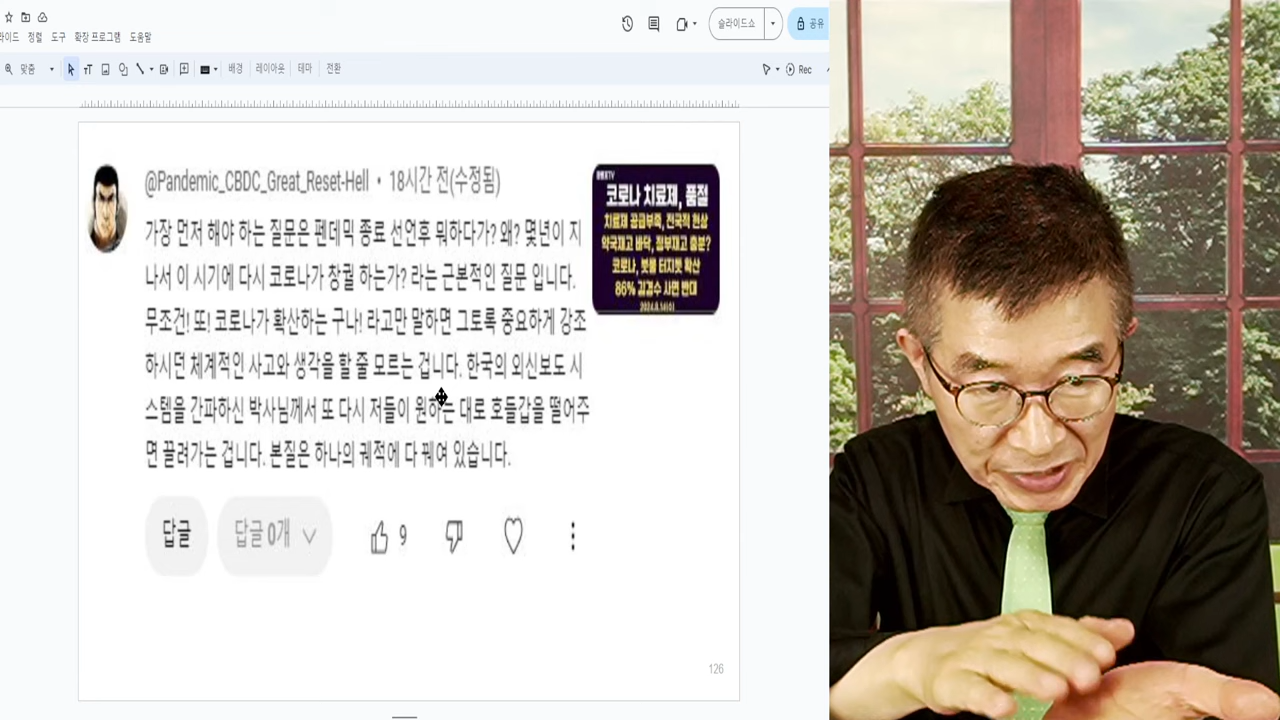 라이드 정렬 도구 확장 프로그램 도움말
슬라이드쇼
공유
맞춤
배경 레이아웃 테마 전환
Rec
@Pandemic_CBDC_Great_Reset-Hell • 18시간 전(수정됨)
가장 먼저 해야 하는 질문은 펜데믹 종료 선언후 뭐하다가? 왜? 몇년이 지
나서 이 시기에 다시 코로나가 창궐 하는가? 라는 근본적인 질문 입니다.
무조건! 또! 코로나가 확산하는 구나! 라고만 말하면 그토록 중요하게 강조
하시던 체계적인 사고와 생각을 할 줄 모르는 겁니다. 한국의 외신보도 시
스템을 간파하신 박사님께서 또 다시 저들이 원하는 대로 호들갑을 떨어주
면 끌려가는 겁니다. 본질은 하나의 궤적에 다 꿰여 있습니다.
코로나 치료제, 품절
치료제 공급부족, 전국적 현상
약국재고 바닥, 정부재고 충분?
코로나, 봇물 터지듯 확산
86% 김경수 사면 반대
답글
답글 0개
9
126